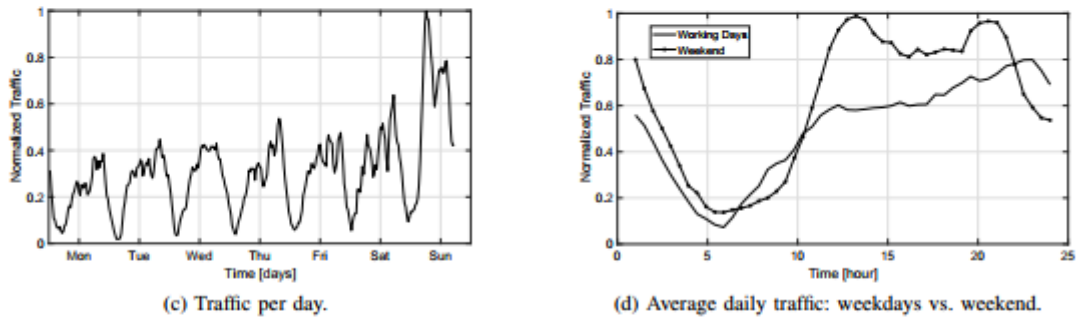 1
0.8
0.6
0.4
0.2
0
Normalized Traffic
Mon Tue Wed Thu Fri Sat Sun
Time [days]
(c) Traffic per day.
1
0.8
0.6
0.4
0.2
0
Normalized Traffic
Working Days
Weekend
0 5 10 15 20 25
Time [hour]
(d) Average daily traffic: weekdays vs. weekend.